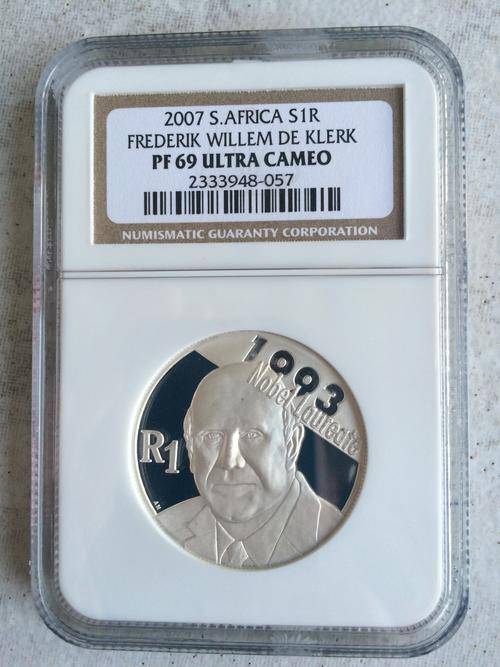 2007 S.AFRICA S1R
FREDERIK WILLEM DE KLERK
PF 69 ULTRA CAMEO
2333948-057
NUMISMATIC GUARANTY CORPORATION
1993
Nobel Laureate
R1